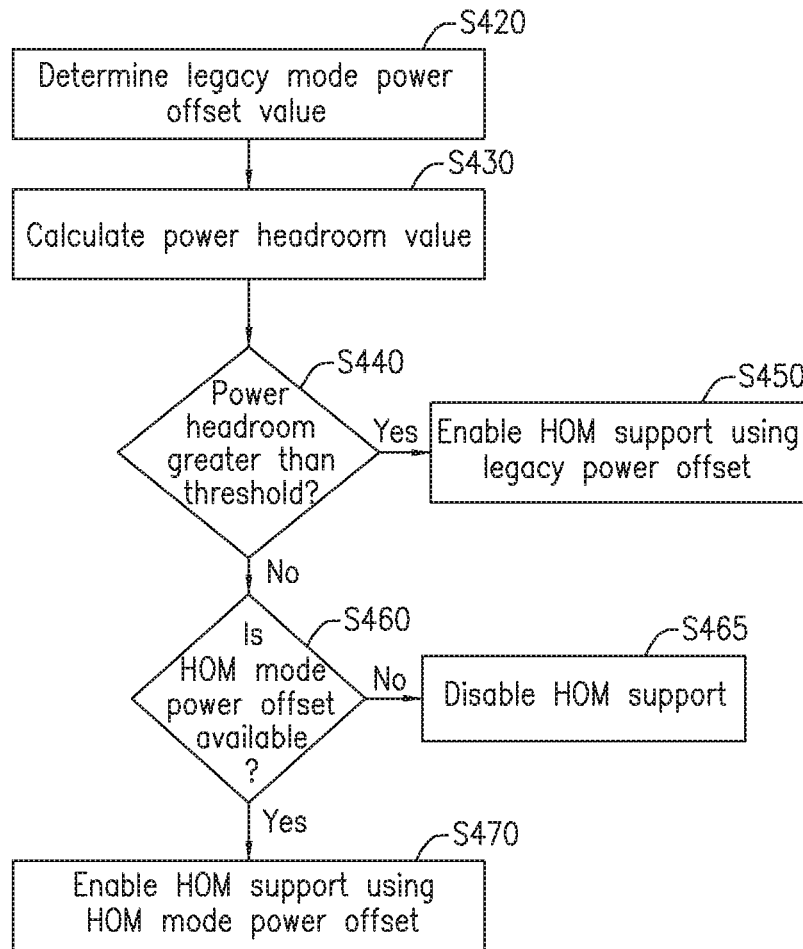 S420
Determine legacy mode power
offset value
S430
Calculate power headroom value
S440
Power
headroom
greater than
threshold?
Yes
S450
Enable HOM support using
legacy power offset
No
S460
Is
HOM mode
power offset
available
?
No
S465
Disable HOM support
Yes
S470
Enable HOM support using
HOM mode power offset